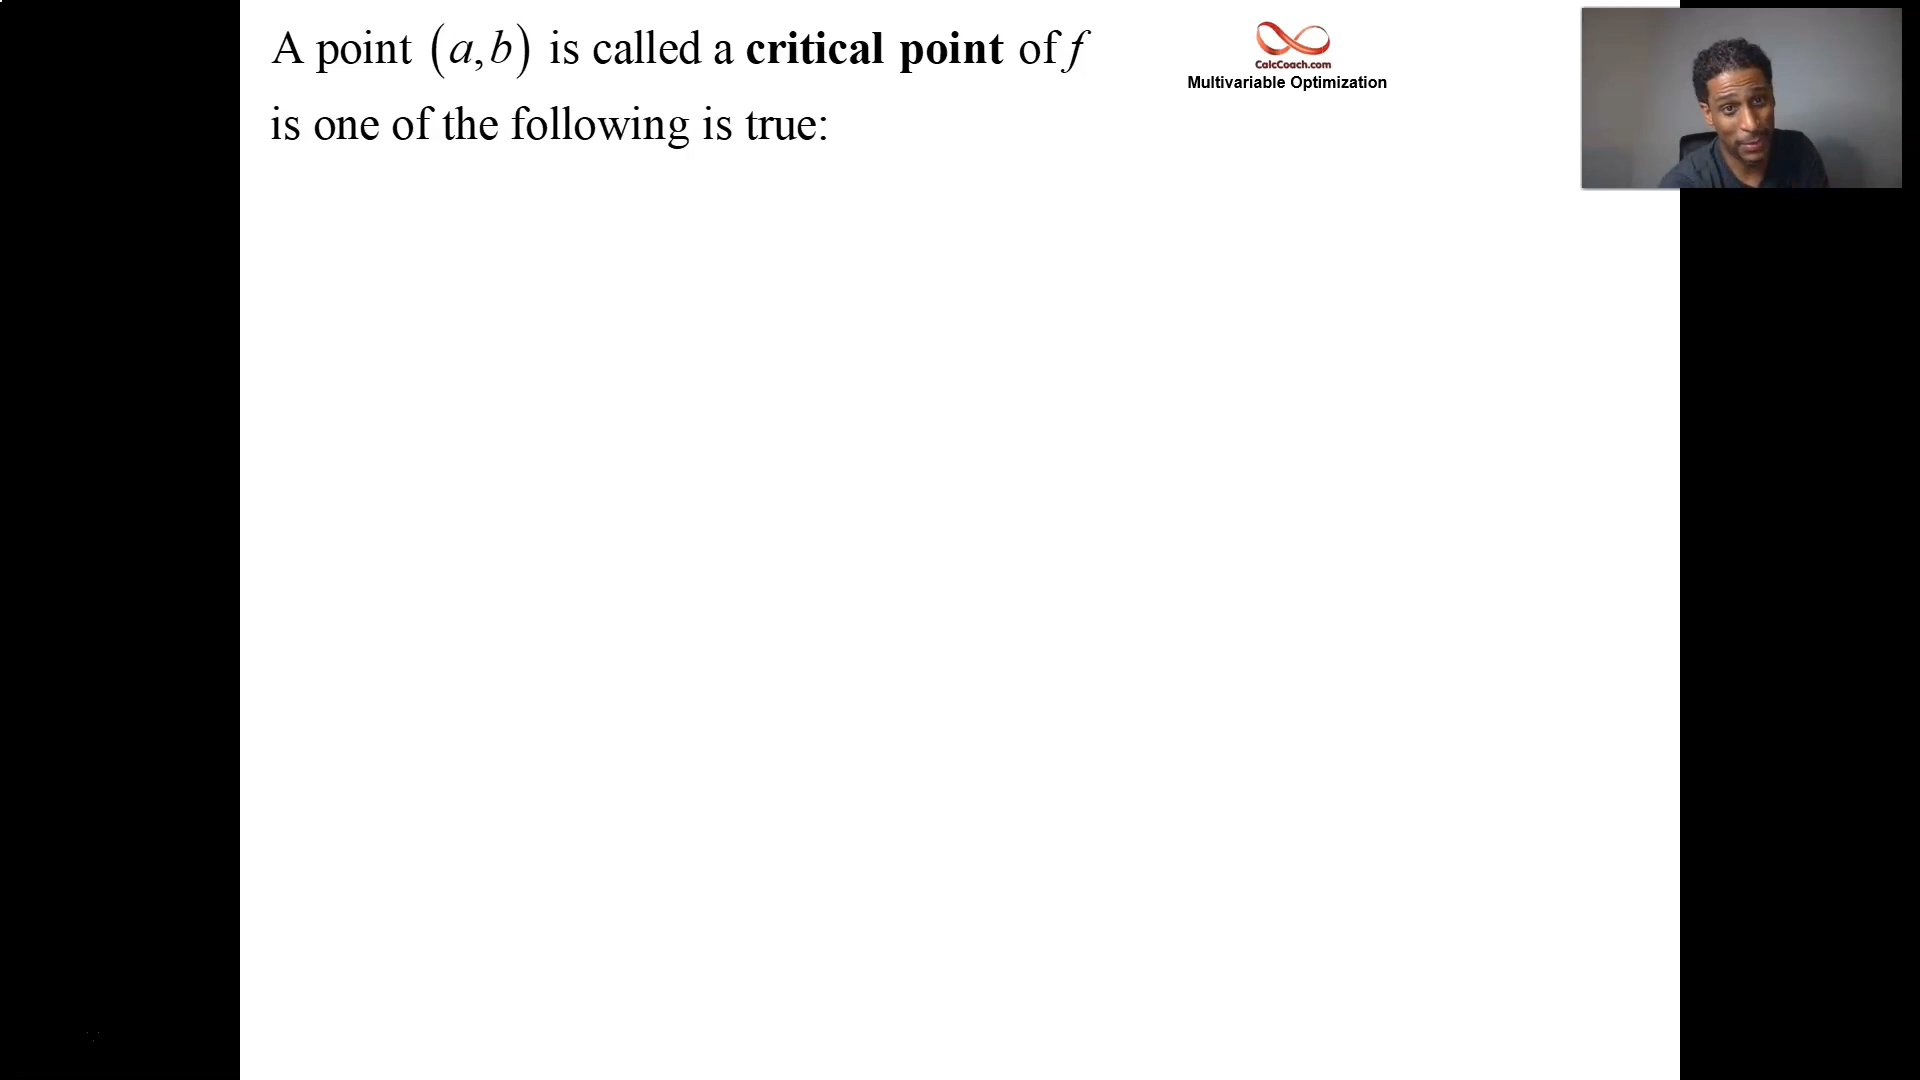 A point (a,b) is called a critical point of f
is one of the following is true:
CalcCoach.com
Multivariable Optimization